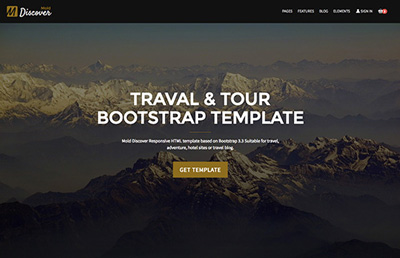 M Mold Discover
PAGES FEATURES BLOG ELEMENTS SIGN IN
TRAVAL & TOUR
BOOTSTRAP TEMPLATE
Mold Discover Responsive HTML template based on Bootstrap 3.3 Suitable for travel,
adventure, hotel sites or travel blog.
GET TEMPLATE